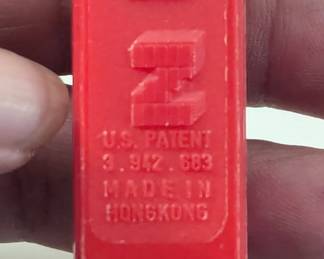 U.S. PATENT
3.942.683
MADE IN
HONGKONG